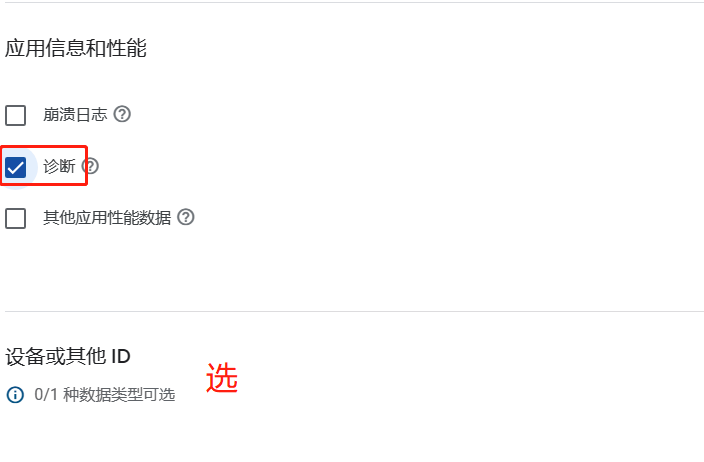 应用信息和性能
崩溃日志
诊断
其他应用性能数据
设备或其他 ID
0/1 种数据类型可选
选